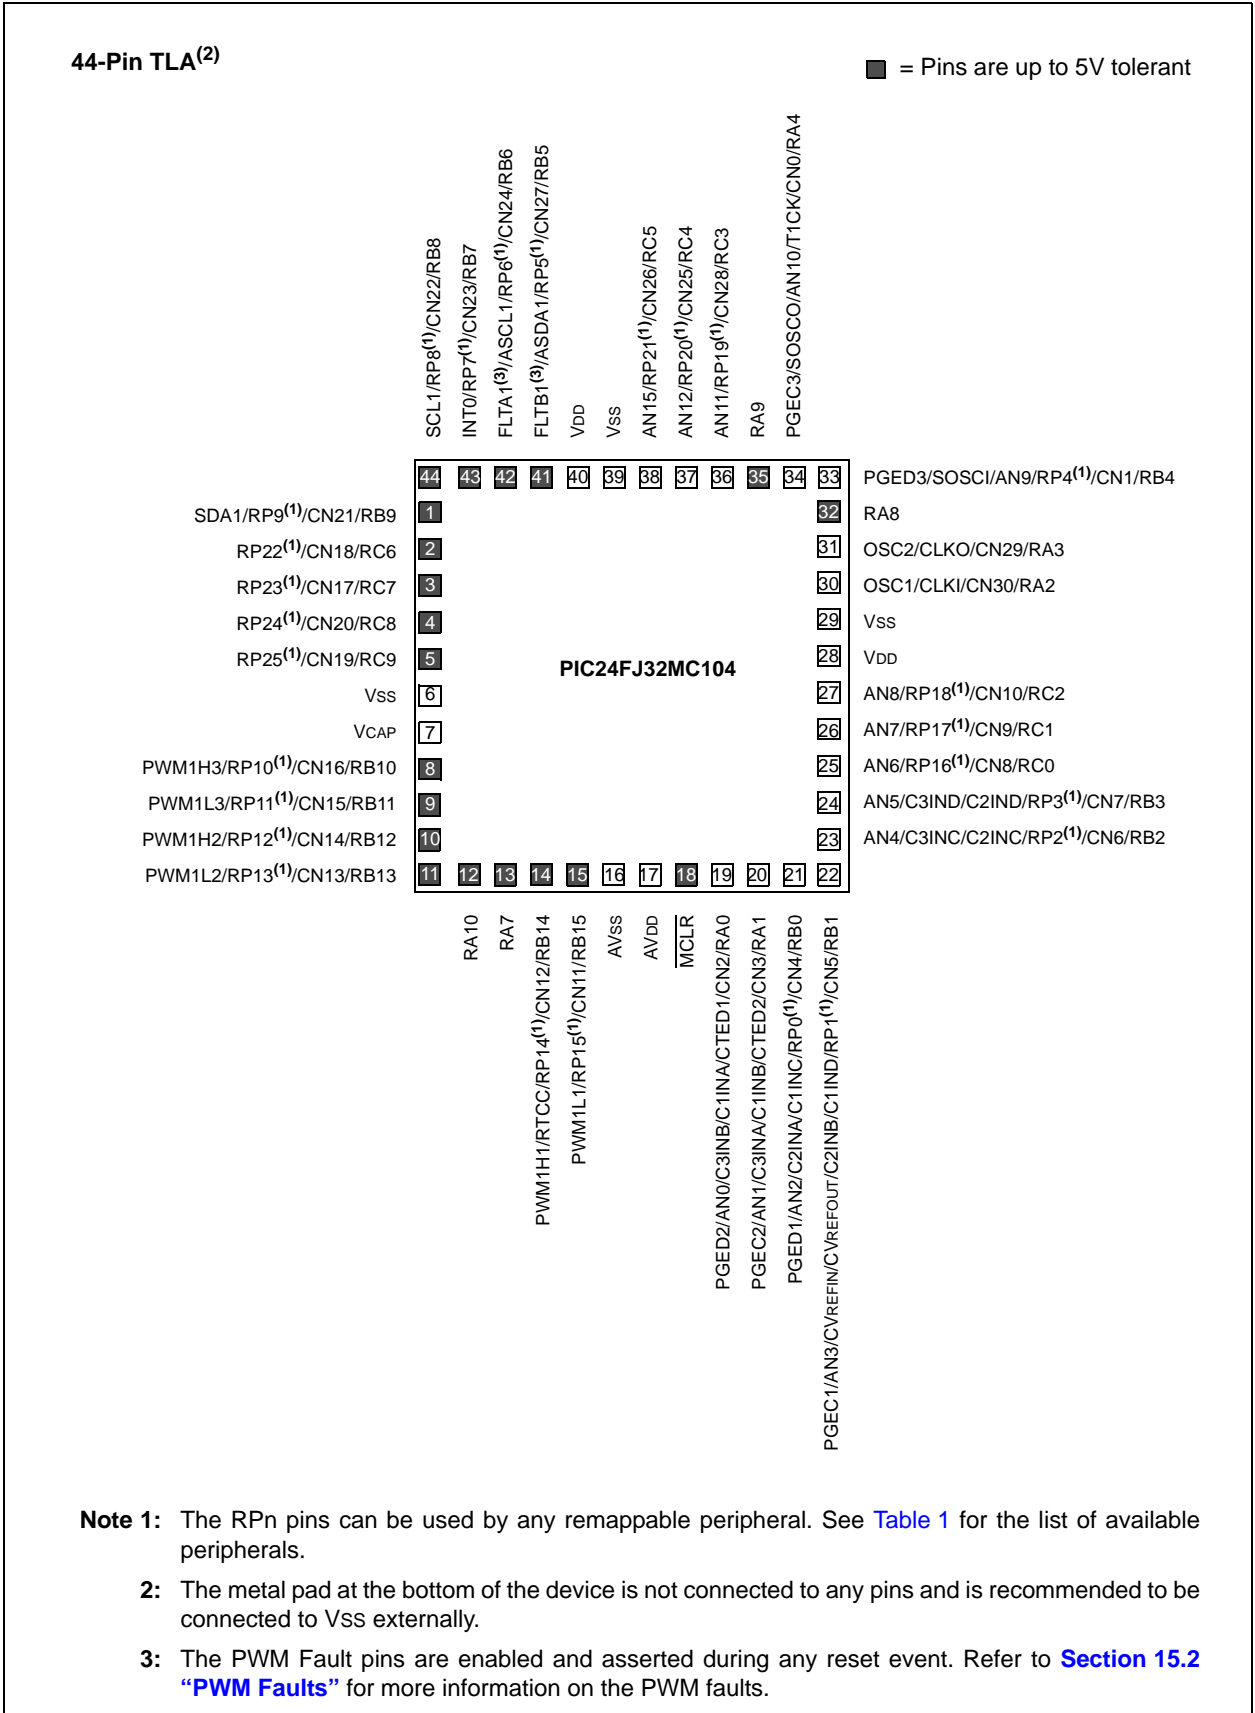 44-Pin TLA(2)
= Pins are up to 5V tolerant
SCL1/RP8(1)/CN22/RB8
INT0/RP7(1)/CN23/RB7
FLTA1(3)/ASCL1/RP6(1)/CN24/RB6
FLTB1(3)/ASDA1/RP5(1)/CN27/RB5
VDD
VSS
AN15/RP21(1)/CN26/RC5
AN12/RP20(1)/CN25/RC4
AN11/RP19(1)/CN28/RC3
RA9
PGEC3/SOSCO/AN10/T1CK/CN0/RA4
44 43 42 41 40 39 38 37 36 35 34 33 PGED3/SOSCI/AN9/RP4(1)/CN1/RB4
SDA1/RP9(1)/CN21/RB9 1 32 RA8
RP22(1)/CN18/RC6 2 31 OSC2/CLKO/CN29/RA3
RP23(1)/CN17/RC7 3 30 OSC1/CLKI/CN30/RA2
RP24(1)/CN20/RC8 4 29 VSS
RP25(1)/CN19/RC9 5 PIC24FJ32MC104 28 VDD
VSS 6 27 AN8/RP18(1)/CN10/RC2
VCAP 7 26 AN7/RP17(1)/CN9/RC1
PWM1H3/RP10(1)/CN16/RB10 8 25 AN6/RP16(1)/CN8/RC0
PWM1L3/RP11(1)/CN15/RB11 9 24 AN5/C3IND/C2IND/RP3(1)/CN7/RB3
PWM1H2/RP12(1)/CN14/RB12 10 23 AN4/C3INC/C2INC/RP2(1)/CN6/RB2
PWM1L2/RP13(1)/CN13/RB13 11 12 13 14 15 16 17 18 19 20 21 22
RA10
RA7
PWM1H1/RTCC/RP14(1)/CN12/RB14
PWM1L1/RP15(1)/CN11/RB15
AVSS
AVDD
MCLR
PGED2/AN0/C3INB/C1INA/CTED1/CN2/RA0
PGEC2/AN1/C3INA/C1INB/CTED2/CN3/RA1
PGED1/AN2/C2INA/C1INC/RP0(1)/CN4/RB0
PGEC1/AN3/CVREFIN/CVREFOUT/C2INB/C1IND/RP1(1)/CN5/RB1
Note 1: The RPn pins can be used by any remappable peripheral. See Table 1 for the list of available
peripherals.
2: The metal pad at the bottom of the device is not connected to any pins and is recommended to be
connected to VSS externally.
3: The PWM Fault pins are enabled and asserted during any reset event. Refer to Section 15.2
“PWM Faults” for more information on the PWM faults.